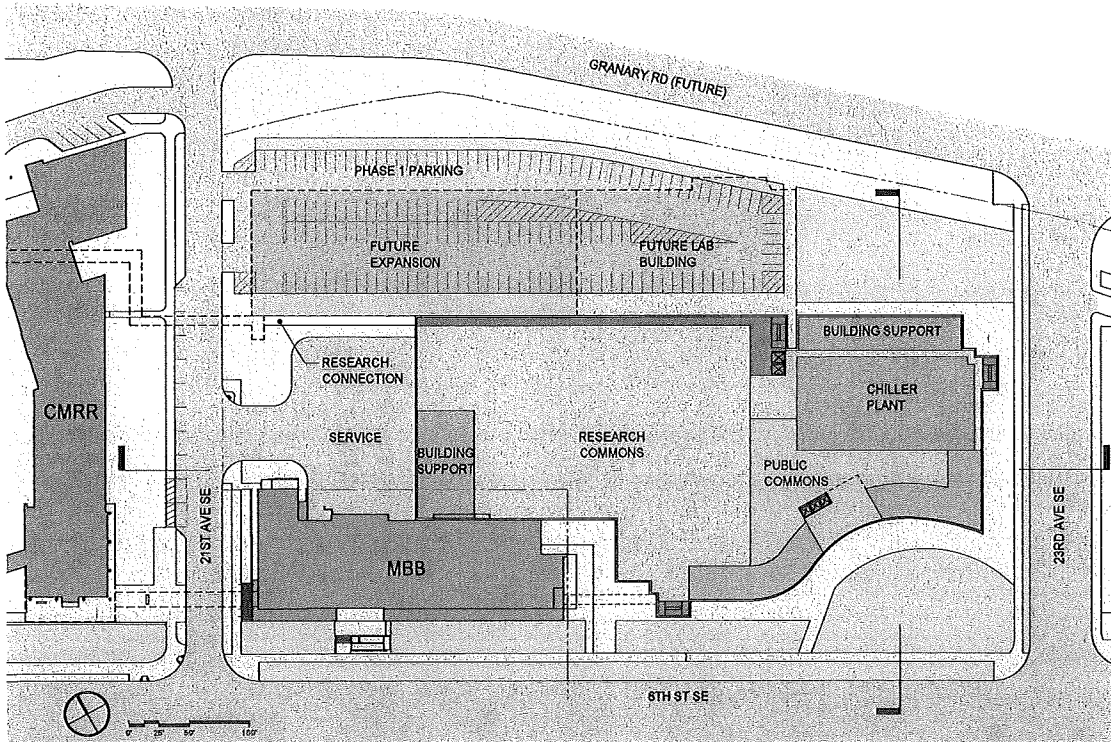 GRANARY RD (FUTURE)
PHASE 1 PARKING
FUTURE
EXPANSION
FUTURE LAB
BUILDING
BUILDING SUPPORT
RESEARCH
CONNECTION
CHILLER
PLANT
CMRR
SERVICE
BUILDING
SUPPORT
RESEARCH
COMMONS
PUBLIC
COMMONS
21ST AVE SE
23RD AVE SE
MBB
6TH ST SE
0' 25' 50' 100'